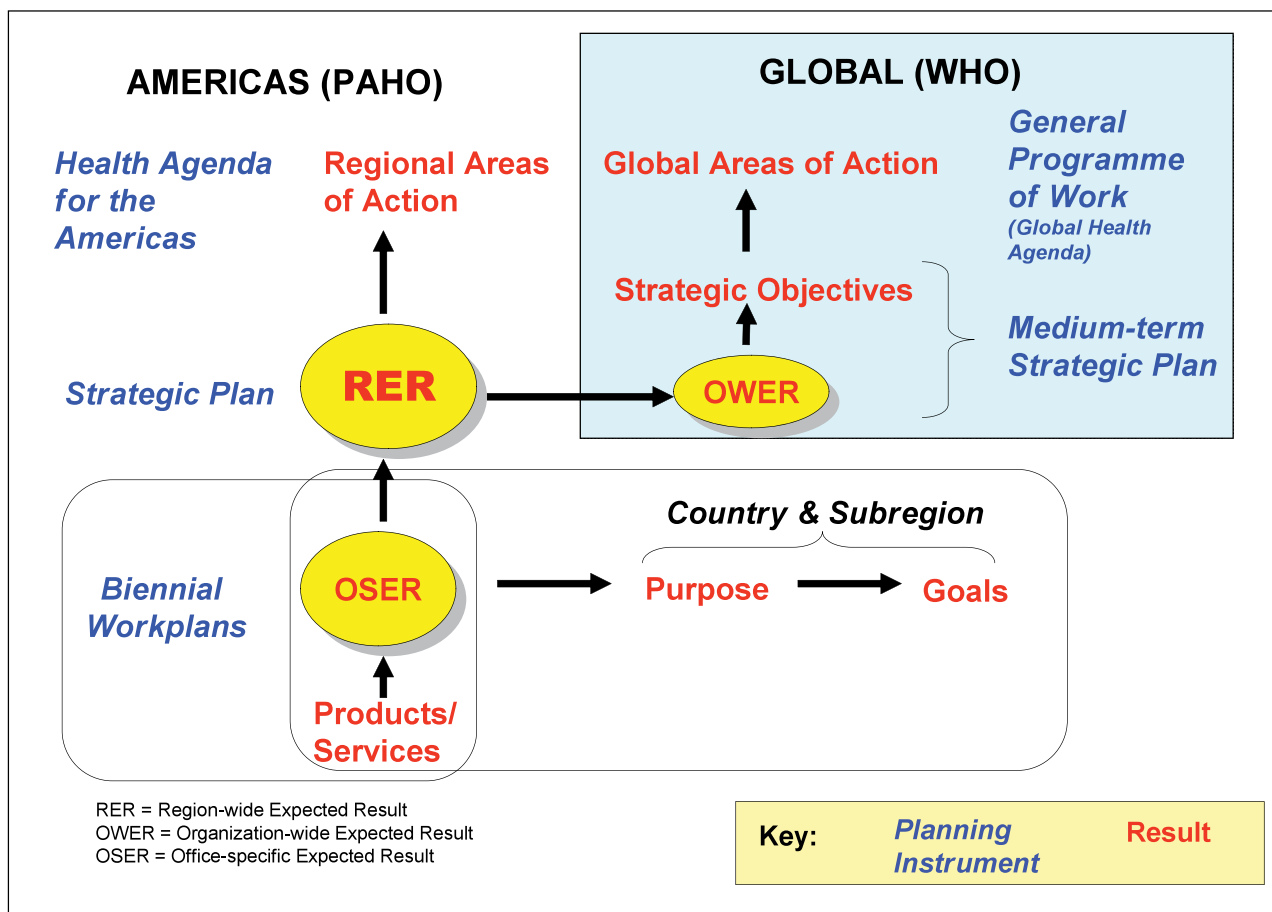 AMERICAS (PAHO)
GLOBAL (WHO)
Health Agenda
for the
Americas
Regional Areas
of Action
Global Areas of Action
General
Programme
of Work
(Global Health
Agenda)
Strategic Objectives
Medium-term
Strategic Plan
Strategic Plan
RER
OWER
Country & Subregion
Biennial
Workplans
OSER
Purpose
Goals
Products/
Services
RER = Region-wide Expected Result
OWER = Organization-wide Expected Result
OSER = Office-specific Expected Result
Key:
Planning
Instrument
Result